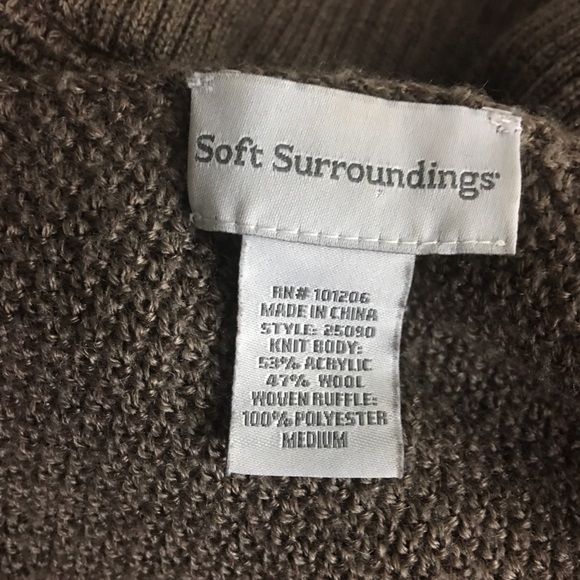 Soft Surroundings
RN# 101206
MADE IN CHINA
STYLE: 25090
KNIT BODY:
53% ACRYLIC
47% WOOL
WOVEN RUFFLE:
100% POLYESTER
MEDIUM